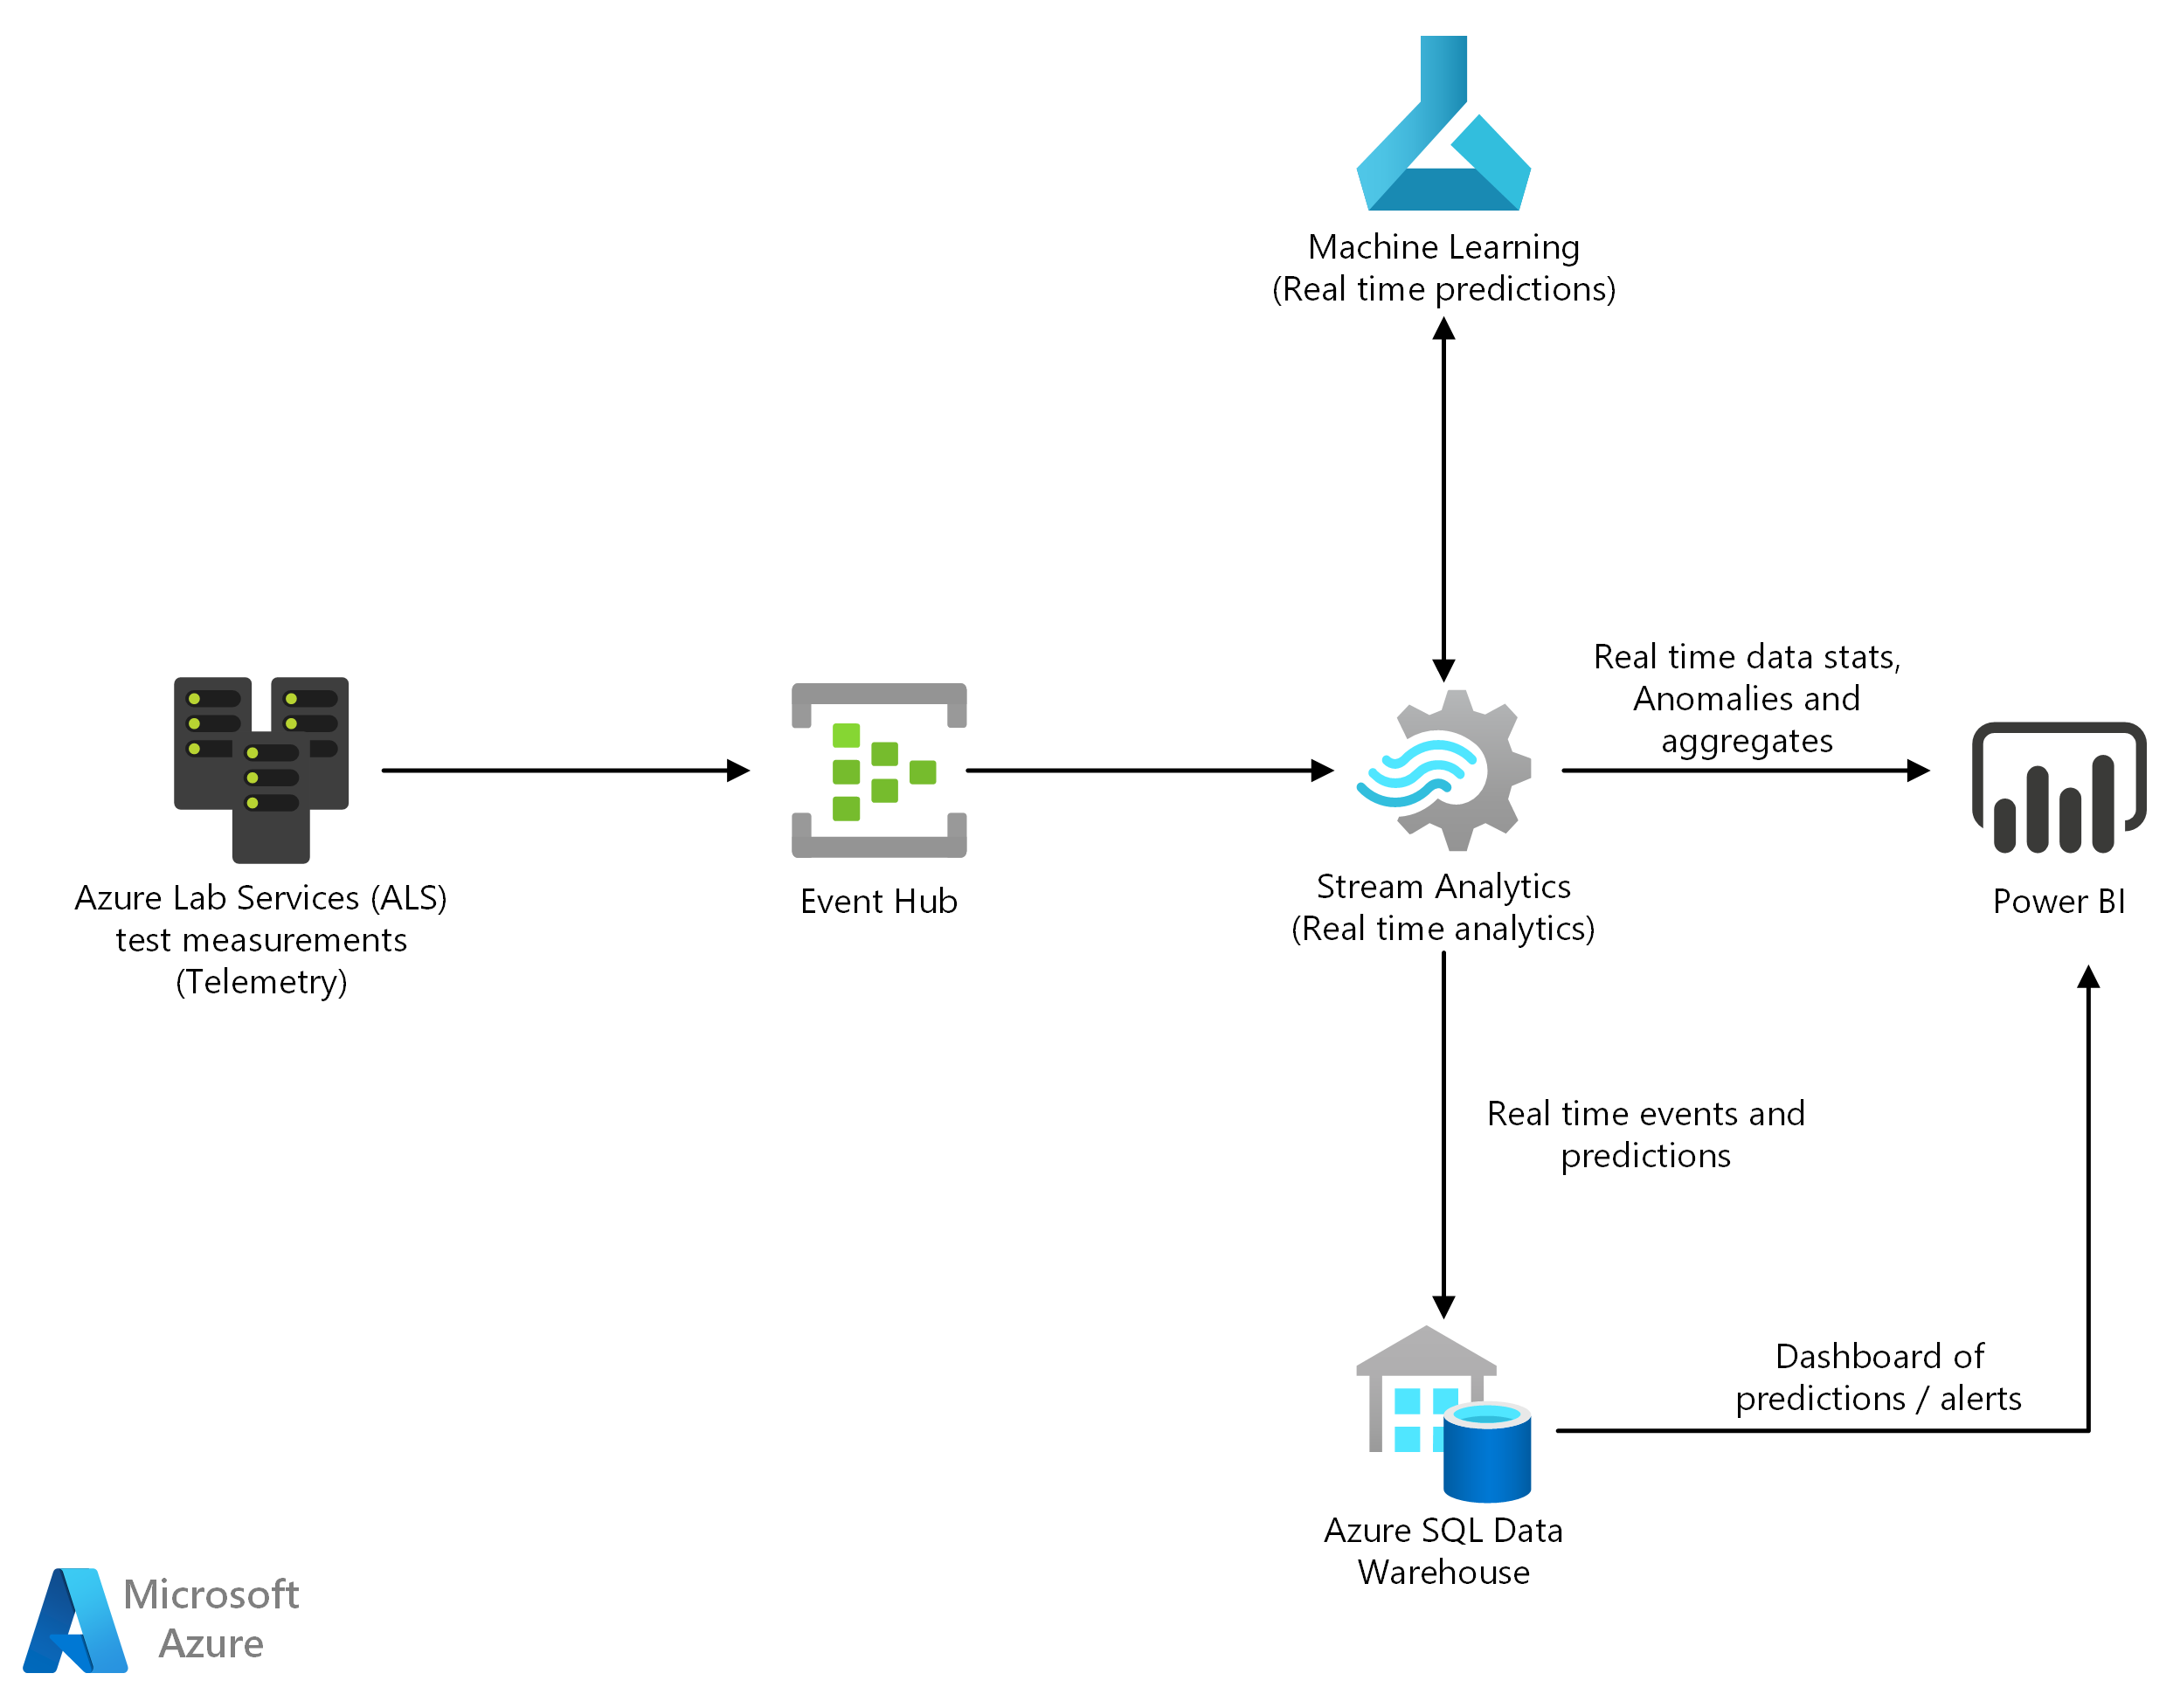 Machine Learning
(Real time predictions)
Real time data stats,
Anomalies and
aggregates
Azure Lab Services (ALS)
test measurements
(Telemetry)
Event Hub
Stream Analytics
(Real time analytics)
Power BI
Real time events and
predictions
Dashboard of
predictions / alerts
Azure SQL Data
Warehouse
Microsoft
Azure